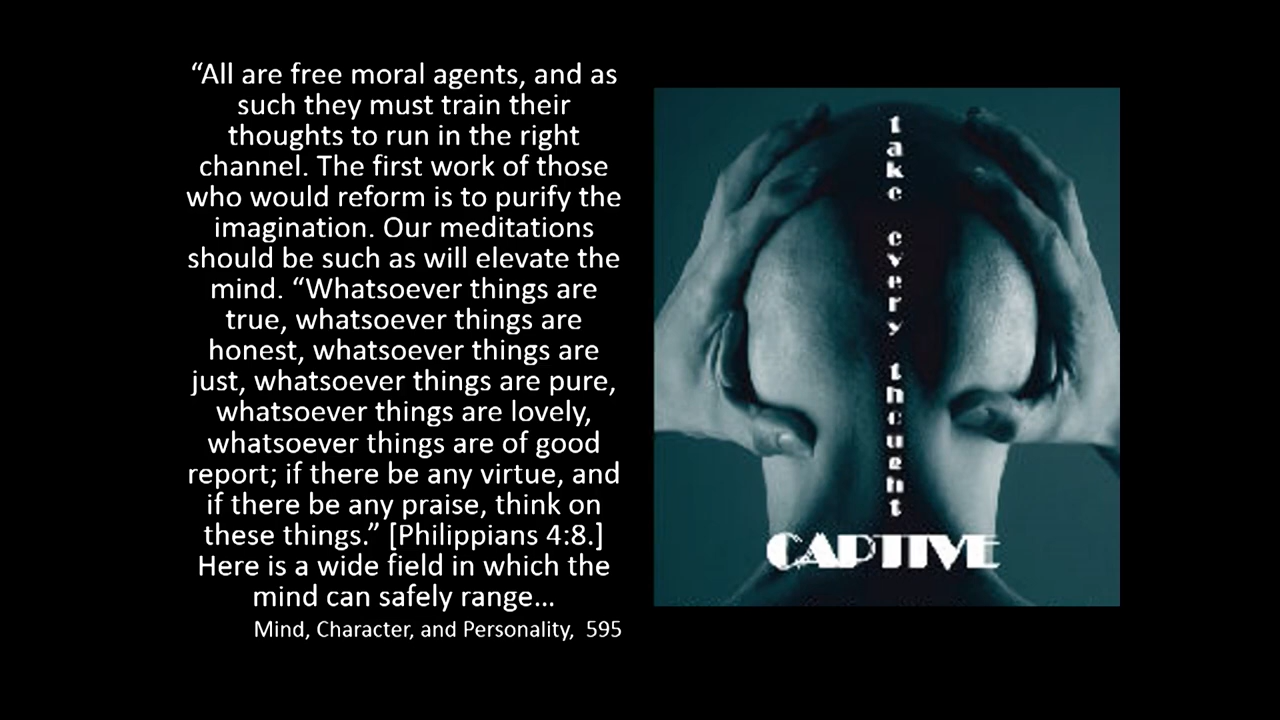 “All are free moral agents, and as
such they must train their
thoughts to run in the right
channel. The first work of those
who would reform is to purify the
imagination. Our meditations
should be such as will elevate the
mind. “Whatsoever things are
true, whatsoever things are
honest, whatsoever things are
just, whatsoever things are pure,
whatsoever things are lovely,
whatsoever things are of good
report; if there be any virtue, and
if there be any praise, think on
these things.” [Philippians 4:8.]
Here is a wide field in which the
mind can safely range…
Mind, Character, and Personality, 595
take every thought
CAPTIVE